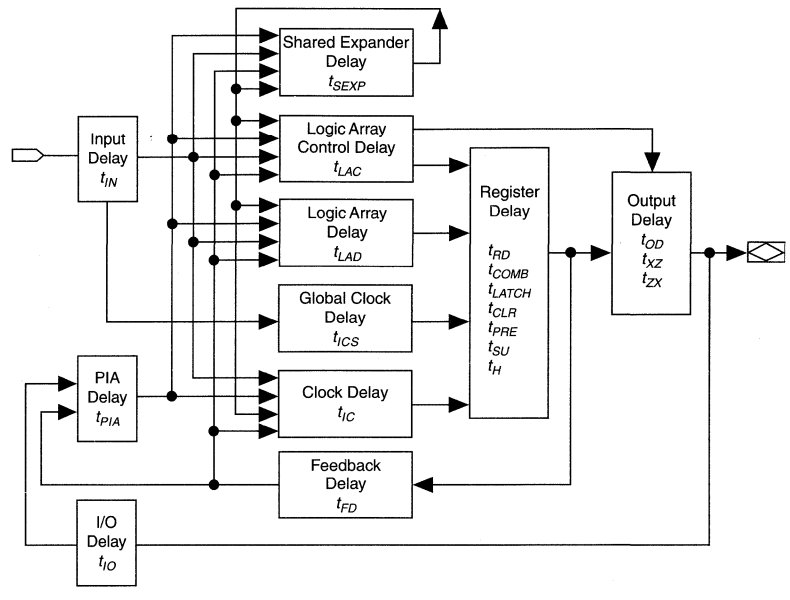 Shared Expander
Delay
tSEXP
Input
Delay
tIN
Logic Array
Control Delay
tLAC
Register
Delay
tRD
tCOMB
tLATCH
tCLR
tPRE
tSU
tH
Output
Delay
tOD
tXZ
tZX
Logic Array
Delay
tLAD
Global Clock
Delay
tICS
PIA
Delay
tPIA
Clock Delay
tIC
Feedback
Delay
tFD
I/O
Delay
tIO